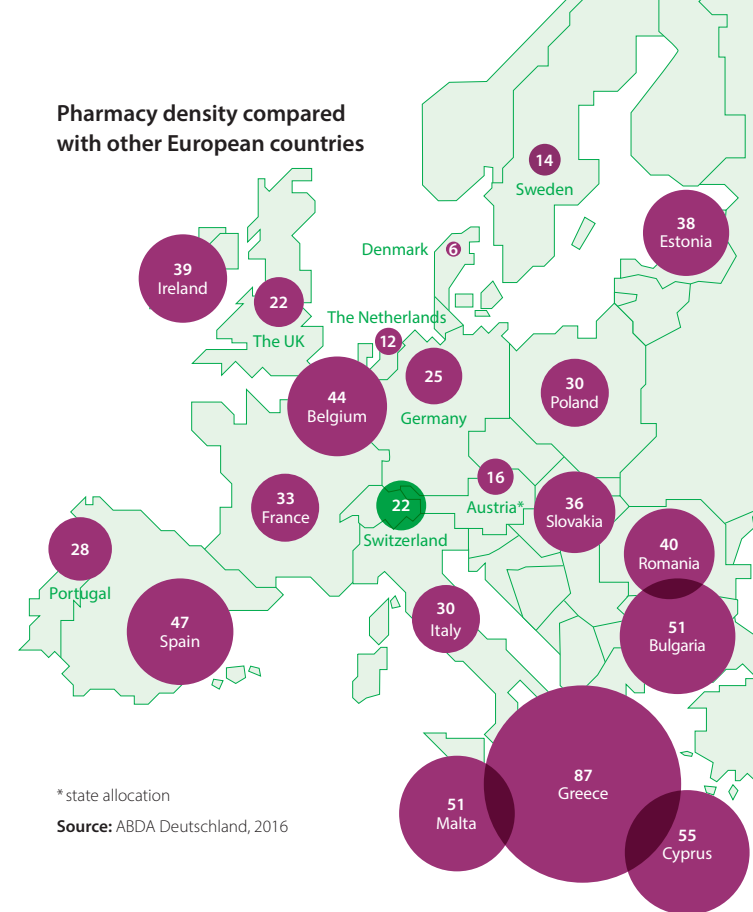 Pharmacy density compared
with other European countries
14
Sweden
38
Estonia
Denmark
6
39
Ireland
22
The UK
The Netherlands
12
25
Germany
44
Belgium
30
Poland
16
Austria*
33
France
22
Switzerland
36
Slovakia
28
Portugal
40
Romania
47
Spain
30
Italy
51
Bulgaria
87
Greece
51
Malta
55
Cyprus
* state allocation
Source: ABDA Deutschland, 2016